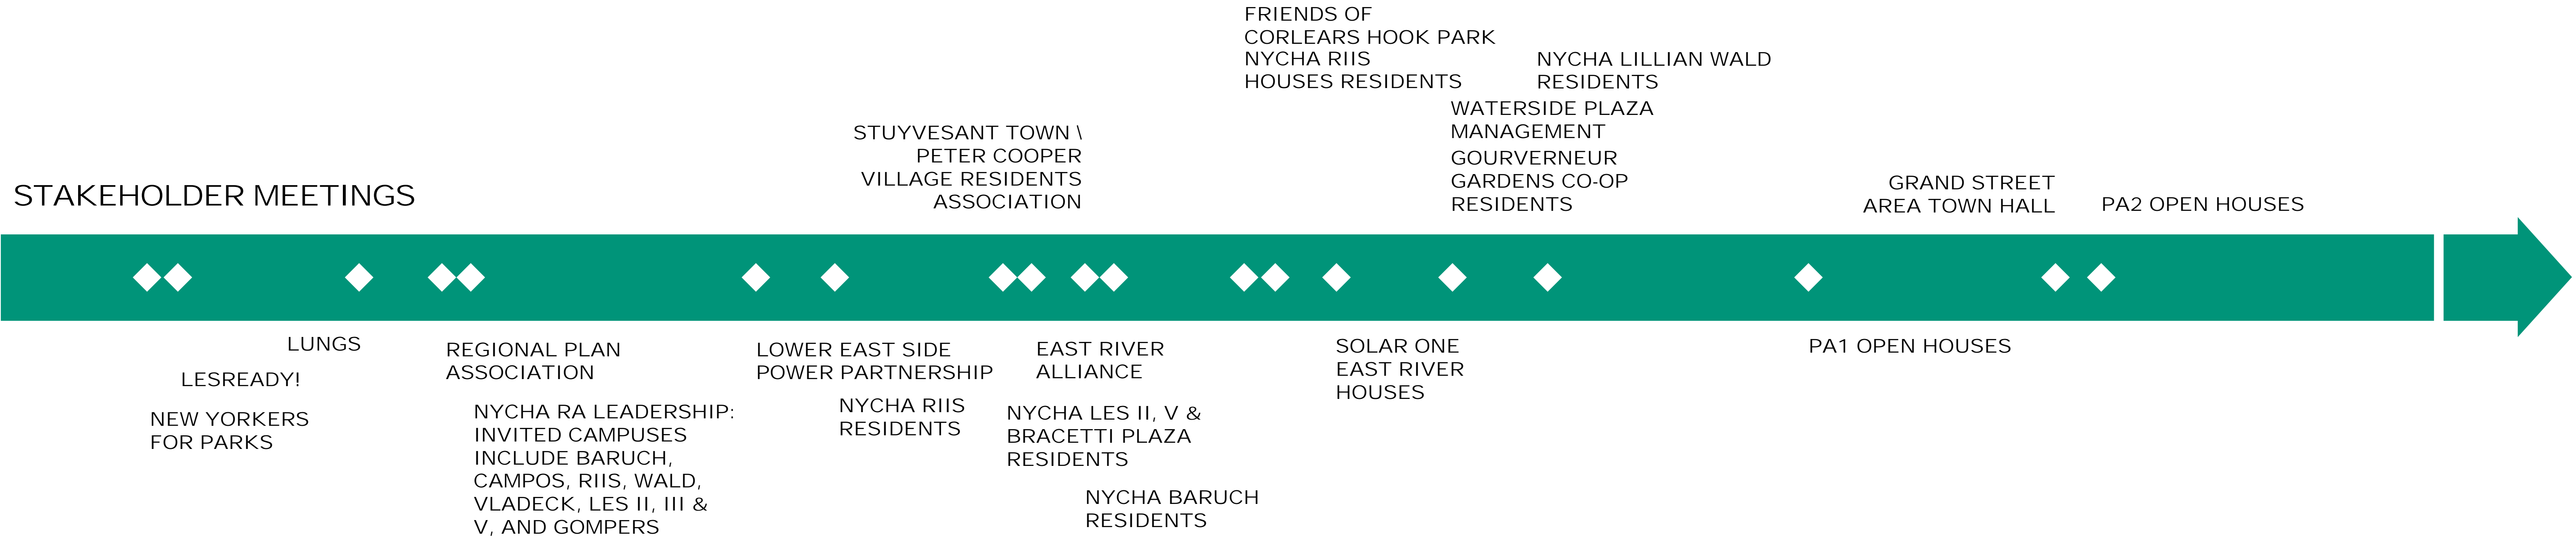 FRIENDS OF
CORLEARS HOOK PARK
NYCHA RIIS
HOUSES RESIDENTS
NYCHA LILLIAN WALD
RESIDENTS
WATERSIDE PLAZA
MANAGEMENT
GOURVERNEUR
GARDENS CO-OP
RESIDENTS
STUYVESANT TOWN \
PETER COOPER
VILLAGE RESIDENTS
ASSOCIATION
STAKEHOLDER MEETINGS
GRAND STREET
AREA TOWN HALL
PA2 OPEN HOUSES
LUNGS
LESREADY!
NEW YORKERS
FOR PARKS
REGIONAL PLAN
ASSOCIATION
NYCHA RA LEADERSHIP:
INVITED CAMPUSES
INCLUDE BARUCH,
CAMPOS, RIIS, WALD,
VLADECK, LES II, III &
V, AND GOMPERS
LOWER EAST SIDE
POWER PARTNERSHIP
NYCHA RIIS
RESIDENTS
EAST RIVER
ALLIANCE
NYCHA LES II, V &
BRACETTI PLAZA
RESIDENTS
NYCHA BARUCH
RESIDENTS
SOLAR ONE
EAST RIVER
HOUSES
PA1 OPEN HOUSES